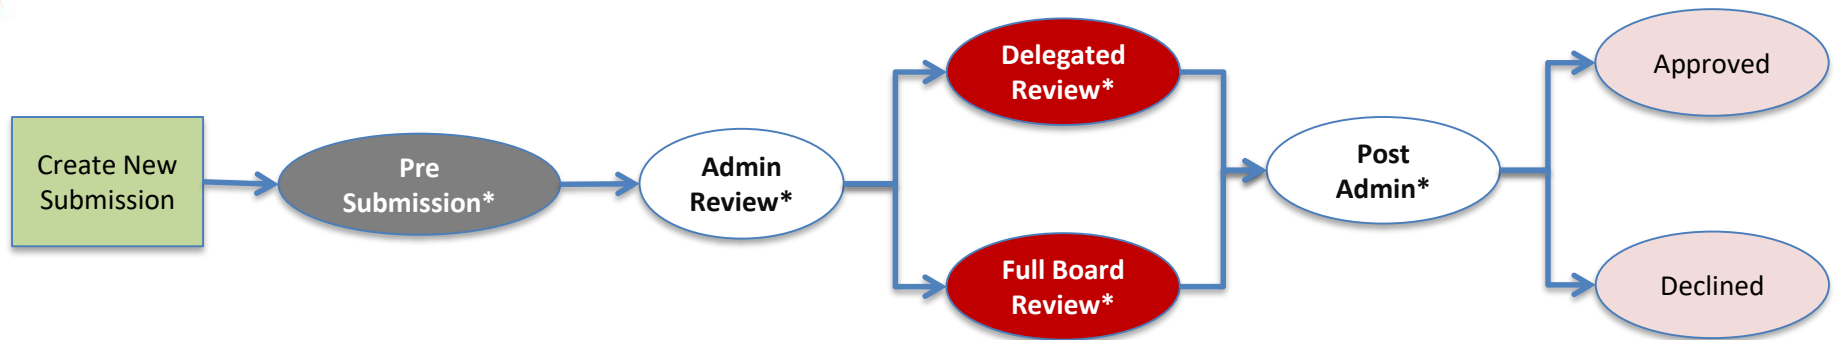 Create New
Submission
Pre
Submission*
Admin
Review*
Delegated
Review*
Full Board
Review*
Post
Admin*
Approved
Declined